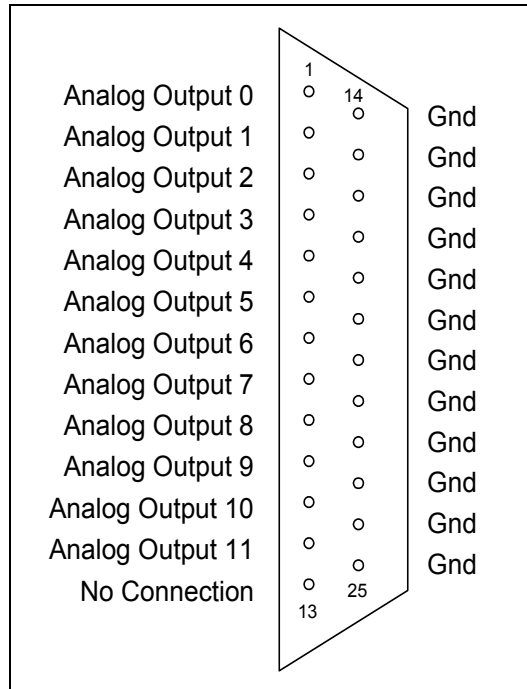 1
Analog Output 0
14
Gnd
Analog Output 1
Gnd
Analog Output 2
Gnd
Analog Output 3
Gnd
Analog Output 4
Gnd
Analog Output 5
Gnd
Analog Output 6
Gnd
Analog Output 7
Gnd
Analog Output 8
Gnd
Analog Output 9
Gnd
Analog Output 10
Gnd
Analog Output 11
Gnd
No Connection
25
13